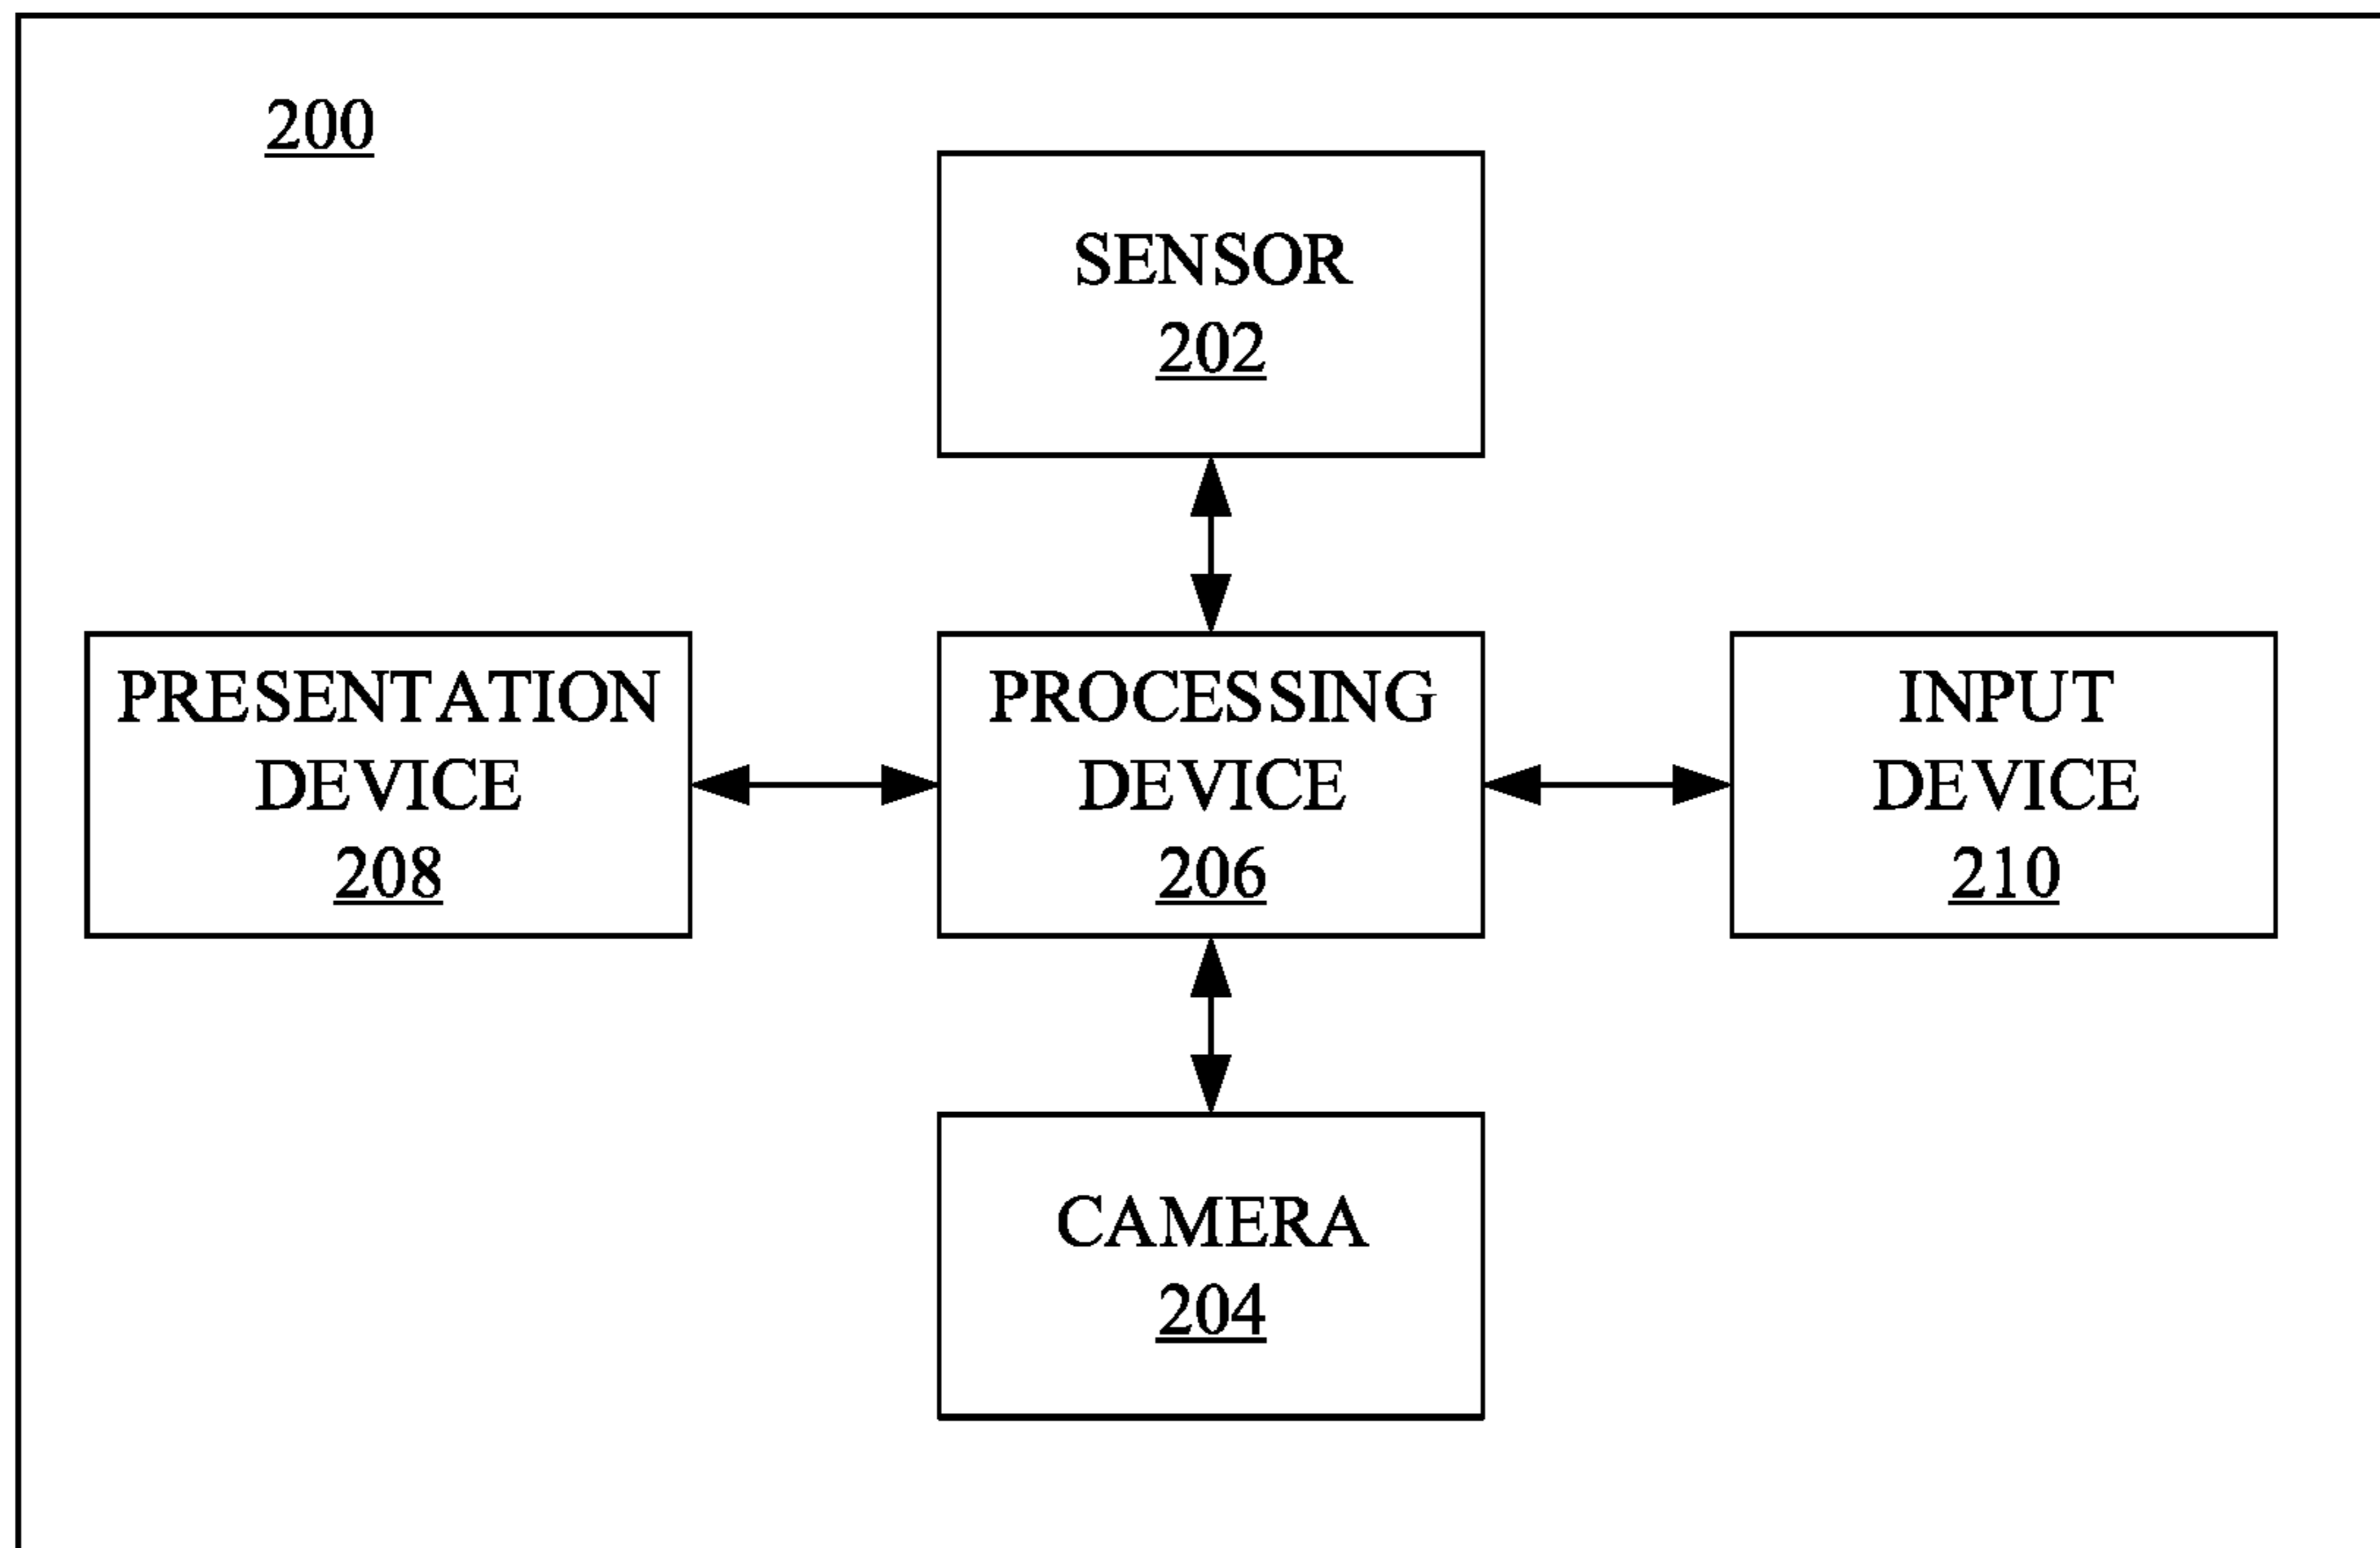 200
SENSOR
202
PRESENTATION
DEVICE
208
PROCESSING
DEVICE
206
INPUT
DEVICE
210
CAMERA
204